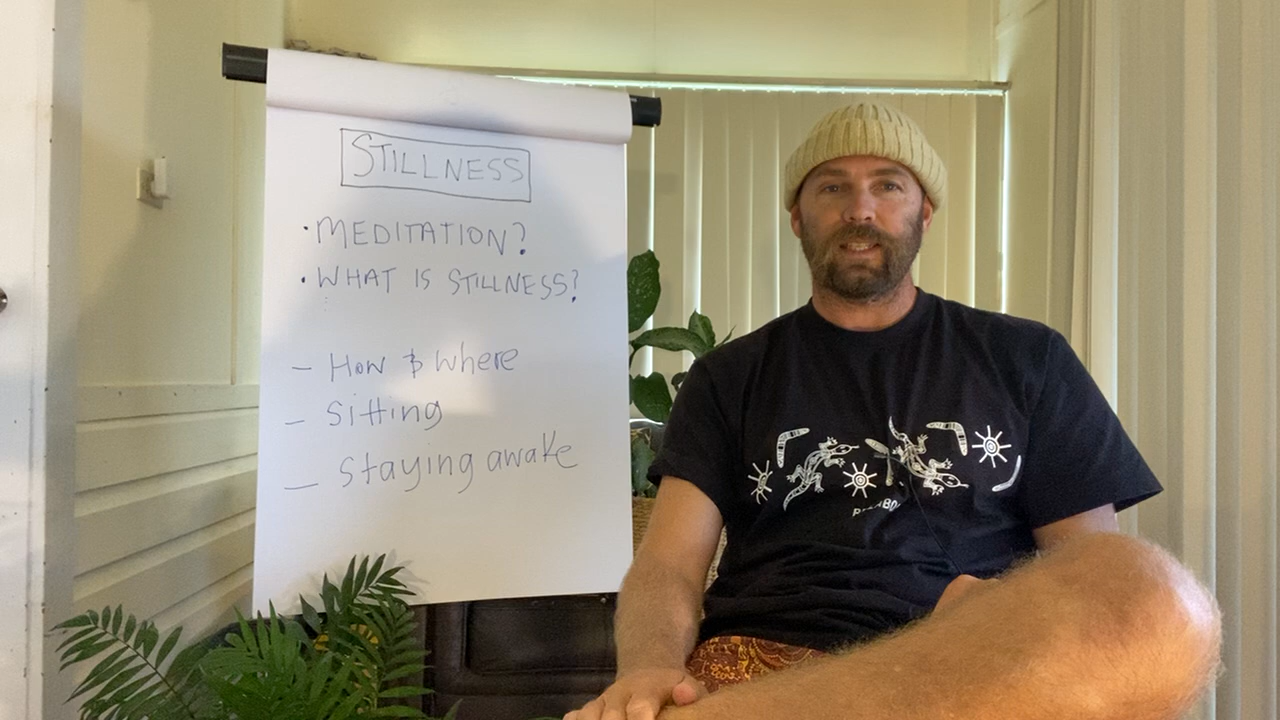 STILLNESS
• MEDITATION?
• WHAT IS STILLNESS?
- How & where
- sitting
- staying awake